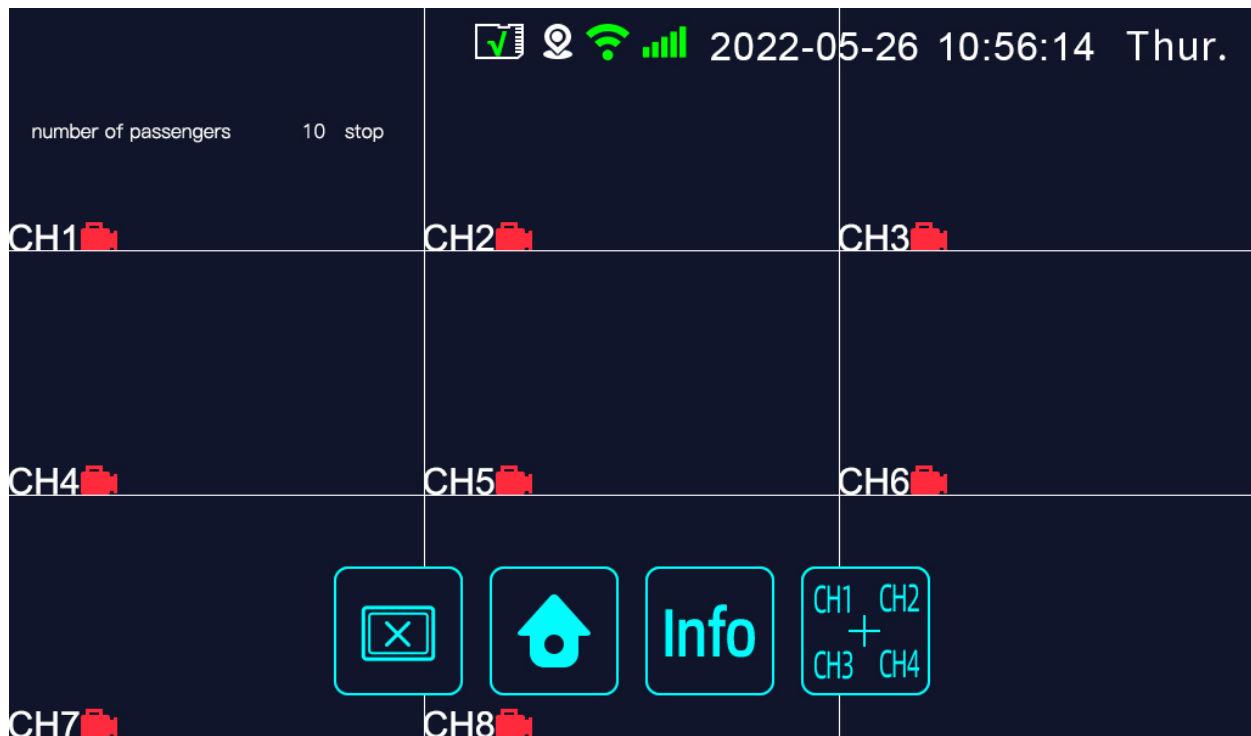 2022-05-26 10:56:14 Thur.
number of passengers 10 stop
CH1 CH2 CH3
CH4 CH5 CH6
Info
CH1 CH2
CH3 CH4
CH7 CH8